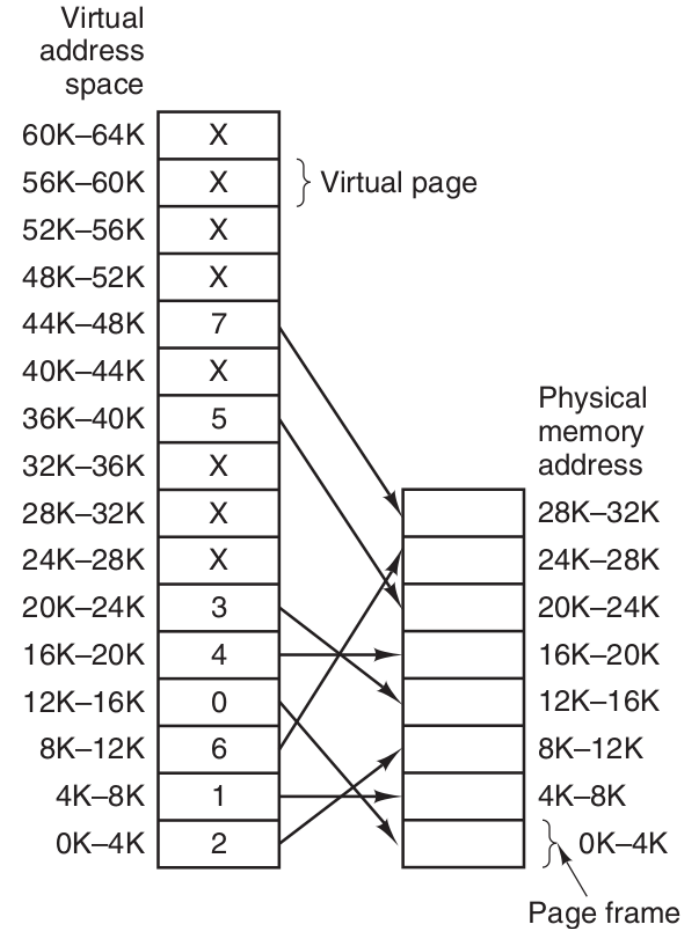 Virtual
address
space
60K–64K X
56K–60K X Virtual page
52K–56K X
48K–52K X
44K–48K 7
40K–44K X
36K–40K 5
32K–36K X
28K–32K X
24K–28K X
20K–24K 3
16K–20K 4
12K–16K 0
8K–12K 6
4K–8K 1
0K–4K 2
Physical
memory
address
28K–32K
24K–28K
20K–24K
16K–20K
12K–16K
8K–12K
4K–8K
0K–4K
Page frame